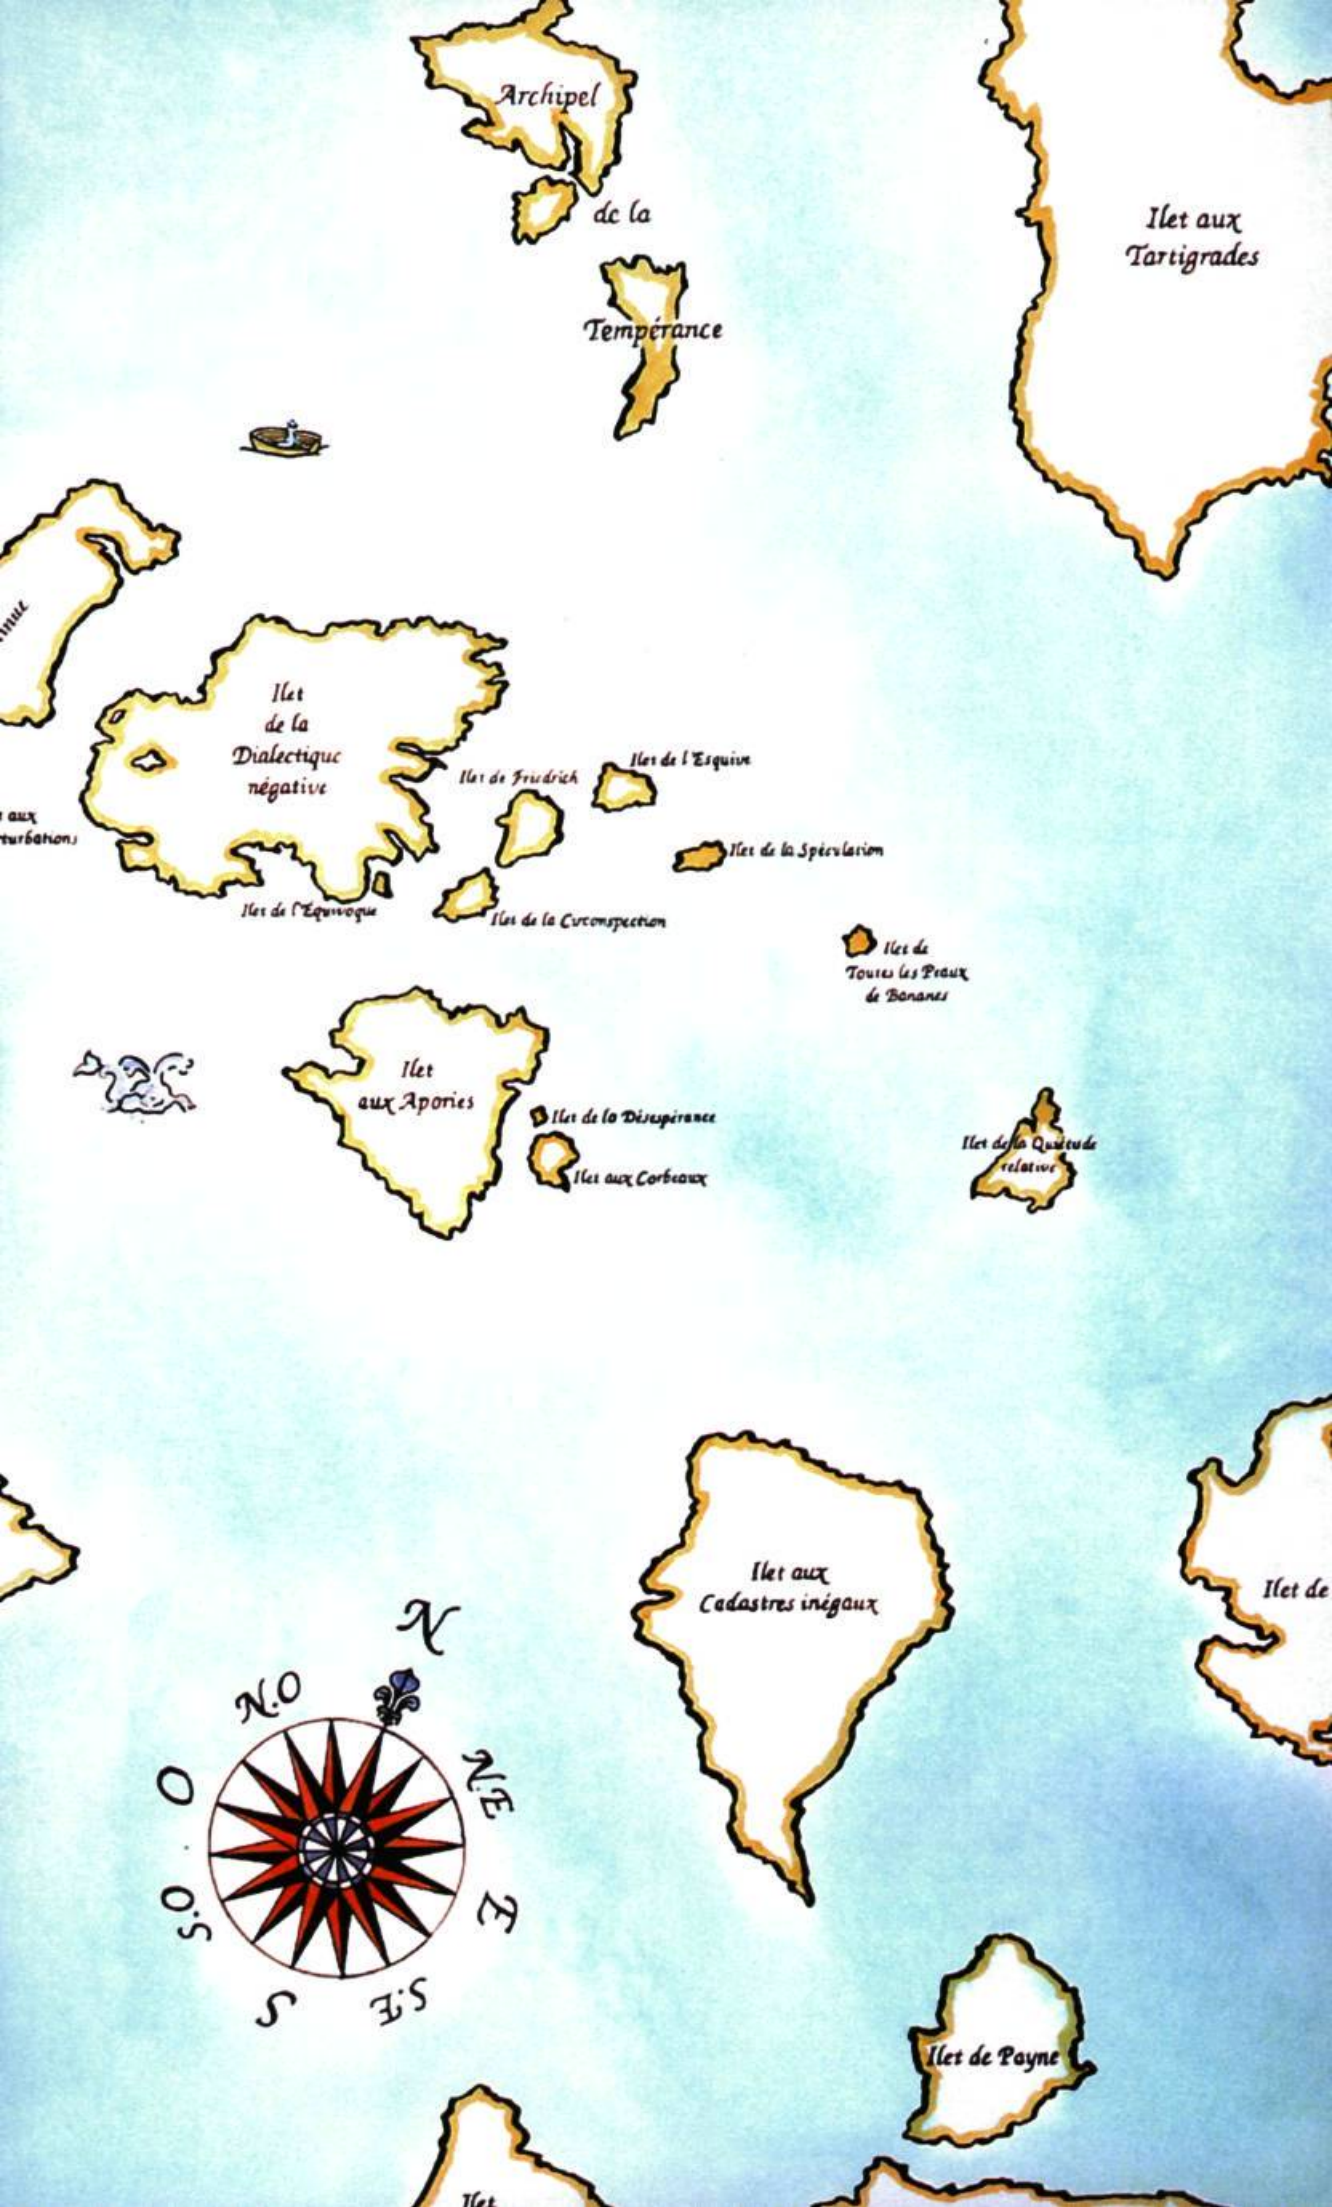 Archipel
de la
Tempérance
Ilet aux
Tartigrades
Ilet
de la
Dialectique
négative
Ilet de Friedrich
Ilet de l'Esquive
aux
Ilet de la Spéculation
Ilet de l'Équivoque
Ilet de la Circonspection
Ilet de
Toutes les Peaux
de Bananes
Ilet
aux Apories
Ilet de la Désespérance
Ilet aux Corbeaux
Ilet de la Quiétude
relative
Ilet aux
Cadastres inégaux
Ilet de
N
N.O
N.E
O
E
O.S
S
S.E
Ilet de Payne
Ilet